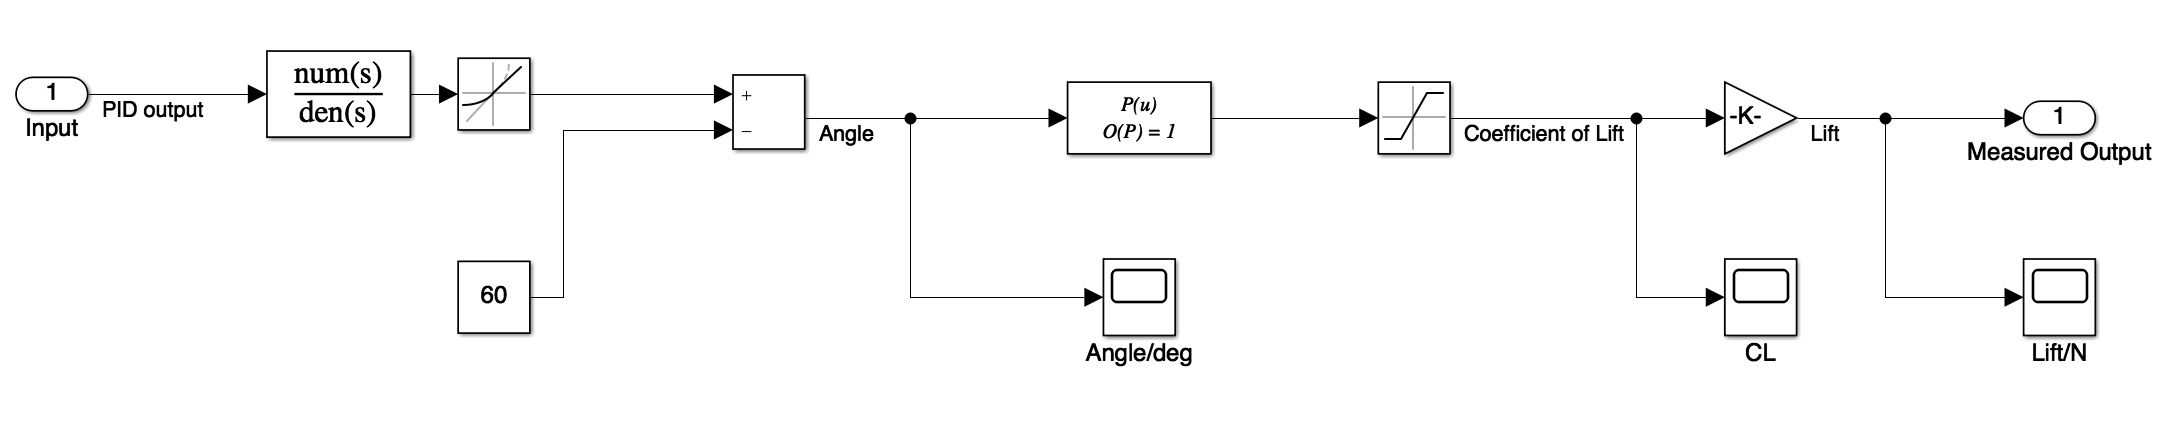 1
Input
PID output
num(s)
den(s)
+
−
60
Angle
Angle/deg
P(u)
O(P) = 1
Coefficient of Lift
CL
-K-
Lift
Lift/N
1
Measured Output